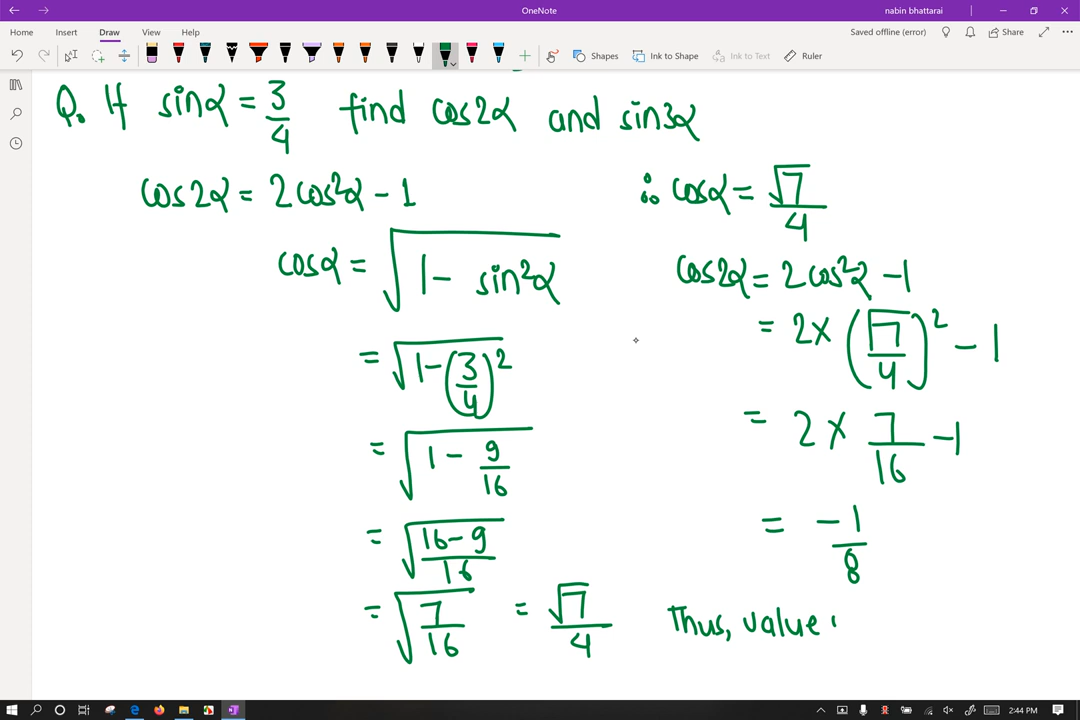 OneNote
nabin bhattarai
Home Insert Draw View Help
Saved offline (error) Share
Shapes Ink to Shape Ink to Text Ruler
Q. If sinα = 3/4 find cos2α and sin3α
cos2α = 2cos²α - 1
cosα = √(1 - sin²α)
= √(1 - (3/4)²)
= √(1 - 9/16)
= √((16 - 9)/16)
= √(7/16) = √7/4
∴ cosα = √7/4
cos2α = 2cos²α - 1
= 2 × (√7/4)² - 1
= 2 × 7/16 - 1
= -1/8
Thus, value
2:44 PM